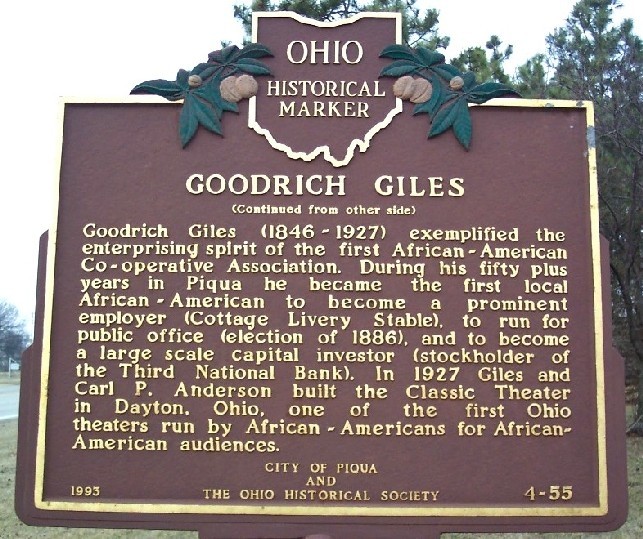 OHIO
HISTORICAL
MARKER
GOODRICH GILES
(Continued from other side)
Goodrich Giles (1846 - 1927) exemplified the
enterprising spirit of the first African - American
Co-operative Association. During his fifty plus
years in Piqua he became the first local
African - American to become a prominent
employer (Cottage Livery Stable), to run for
public office (election of 1886), and to become
a large scale capital investor (stockholder of
the Third National Bank). In 1927 Giles and
Carl P. Anderson built the Classic Theater
in Dayton, Ohio, one of the first Ohio
theaters run by African - Americans for African-
American audiences.
CITY OF PIQUA
AND
THE OHIO HISTORICAL SOCIETY
1993
4-55